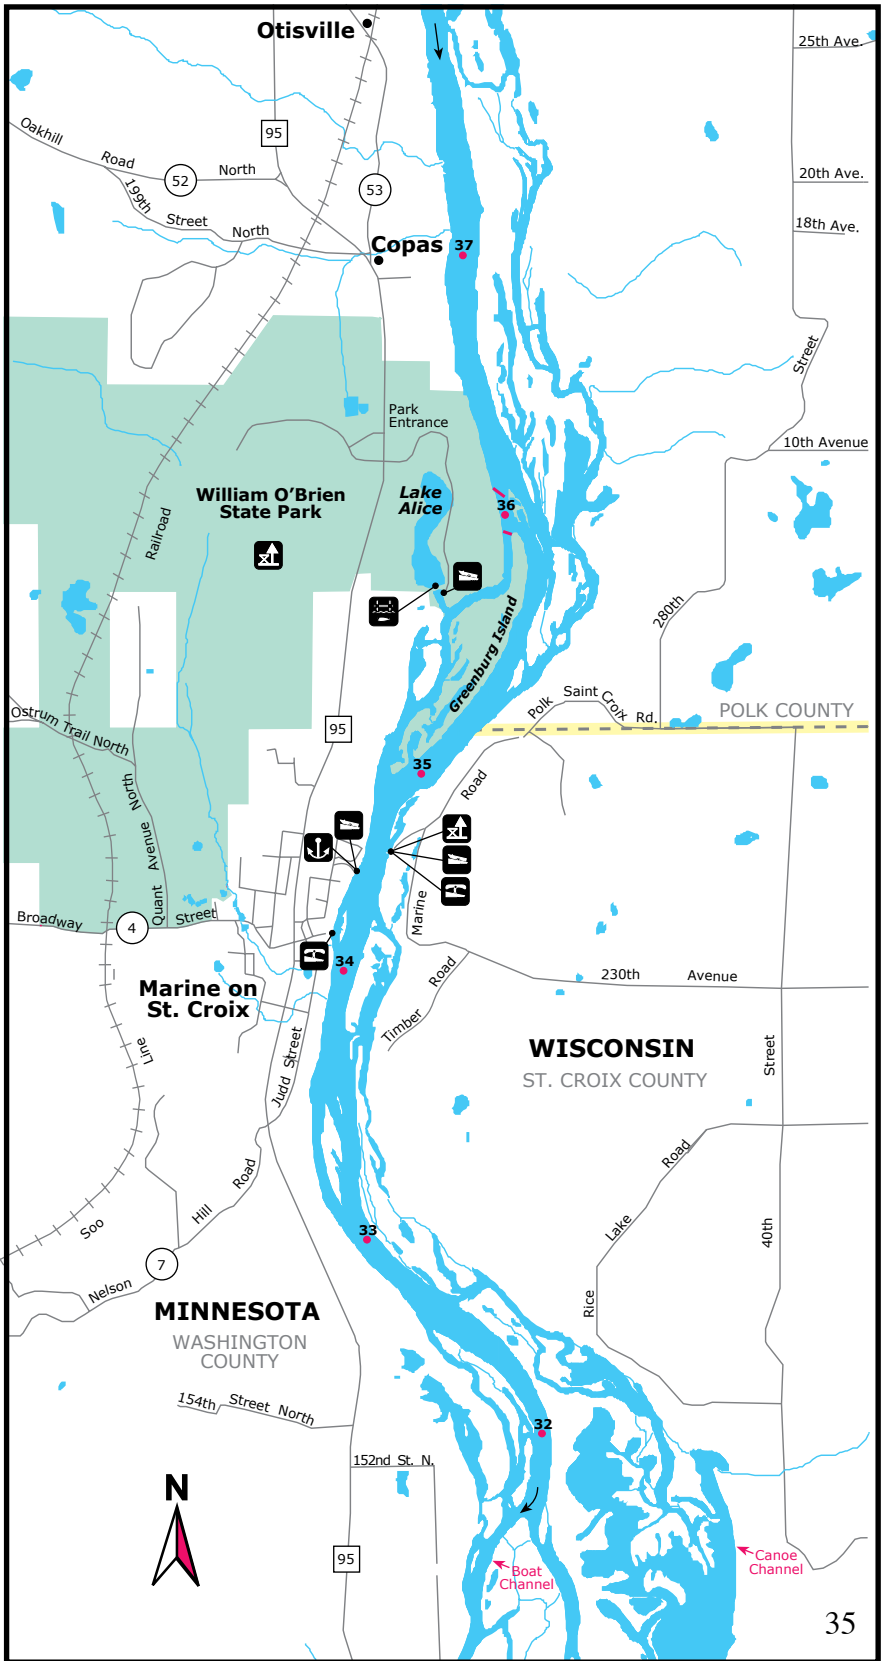 Otisville
25th Ave.
Oakhill
Road
North
95
52
53
20th Ave.
199th
Street
North
18th Ave.
Copas
37
Street
Park
Entrance
10th Avenue
William O'Brien
State Park
Lake
Alice
36
Railroad
280th
Greenburg Island
Polk
Saint Croix
Rd.
POLK COUNTY
Ostrum Trail North
95
35
Road
Quant Avenue North
Marine
Broadway
4
Street
34
Road
Timber
230th
Avenue
Marine on
St. Croix
Line
Judd Street
WISCONSIN
ST. CROIX COUNTY
Street
Road
Lake
Rice
40th
Soo
Hill
Road
33
7
Nelson
MINNESOTA
WASHINGTON
COUNTY
154th
Street North
32
152nd St. N.
N
95
Boat
Channel
Canoe
Channel
35